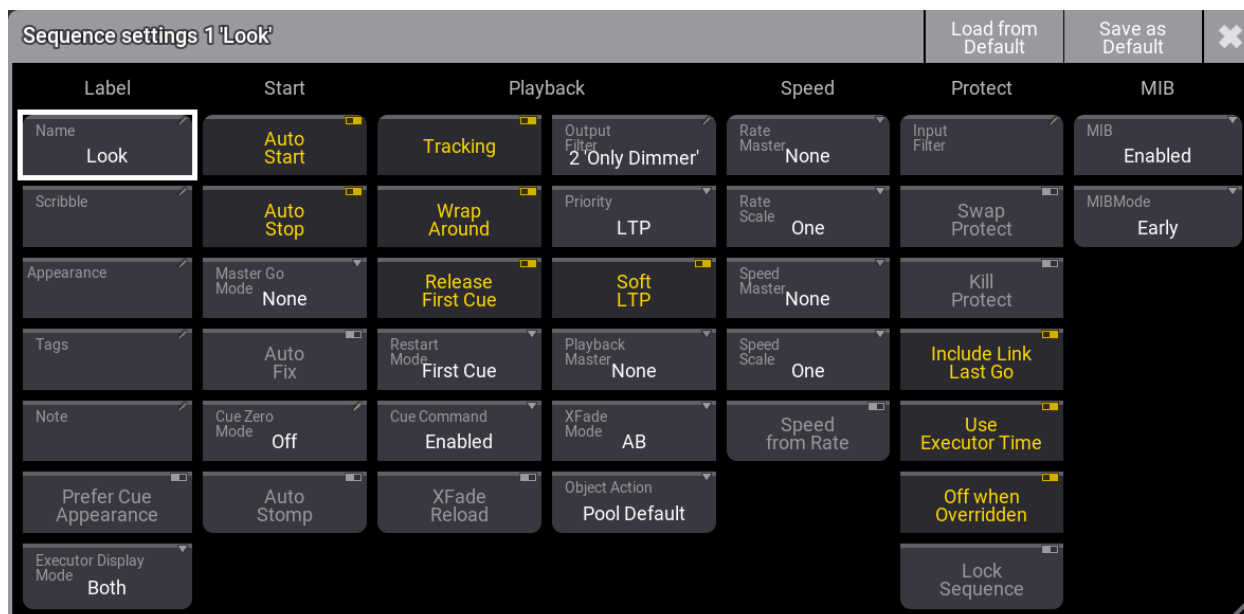 Sequence settings 1 'Look'
Load from
Default
Save as
Default
Label
Start
Playback
Speed
Protect
MIB
Name
Look
Auto
Start
Tracking
Output
Filter
2 'Only Dimmer'
Rate
Master
None
Input
Filter
MIB
Enabled
Scribble
Auto
Stop
Wrap
Around
Priority
LTP
Rate
Scale
One
Swap
Protect
MIBMode
Early
Appearance
Master Go
Mode
None
Release
First Cue
Soft
LTP
Speed
Master
None
Kill
Protect
Tags
Auto
Fix
Restart
Mode
First Cue
Playback
Master
None
Speed
Scale
One
Include Link
Last Go
Note
Cue Zero
Mode
Off
Cue Command
Enabled
XFade
Mode
AB
Speed
from Rate
Use
Executor Time
Prefer Cue
Appearance
Auto
Stomp
XFade
Reload
Object Action
Pool Default
Off when
Overridden
Executor Display
Mode
Both
Lock
Sequence